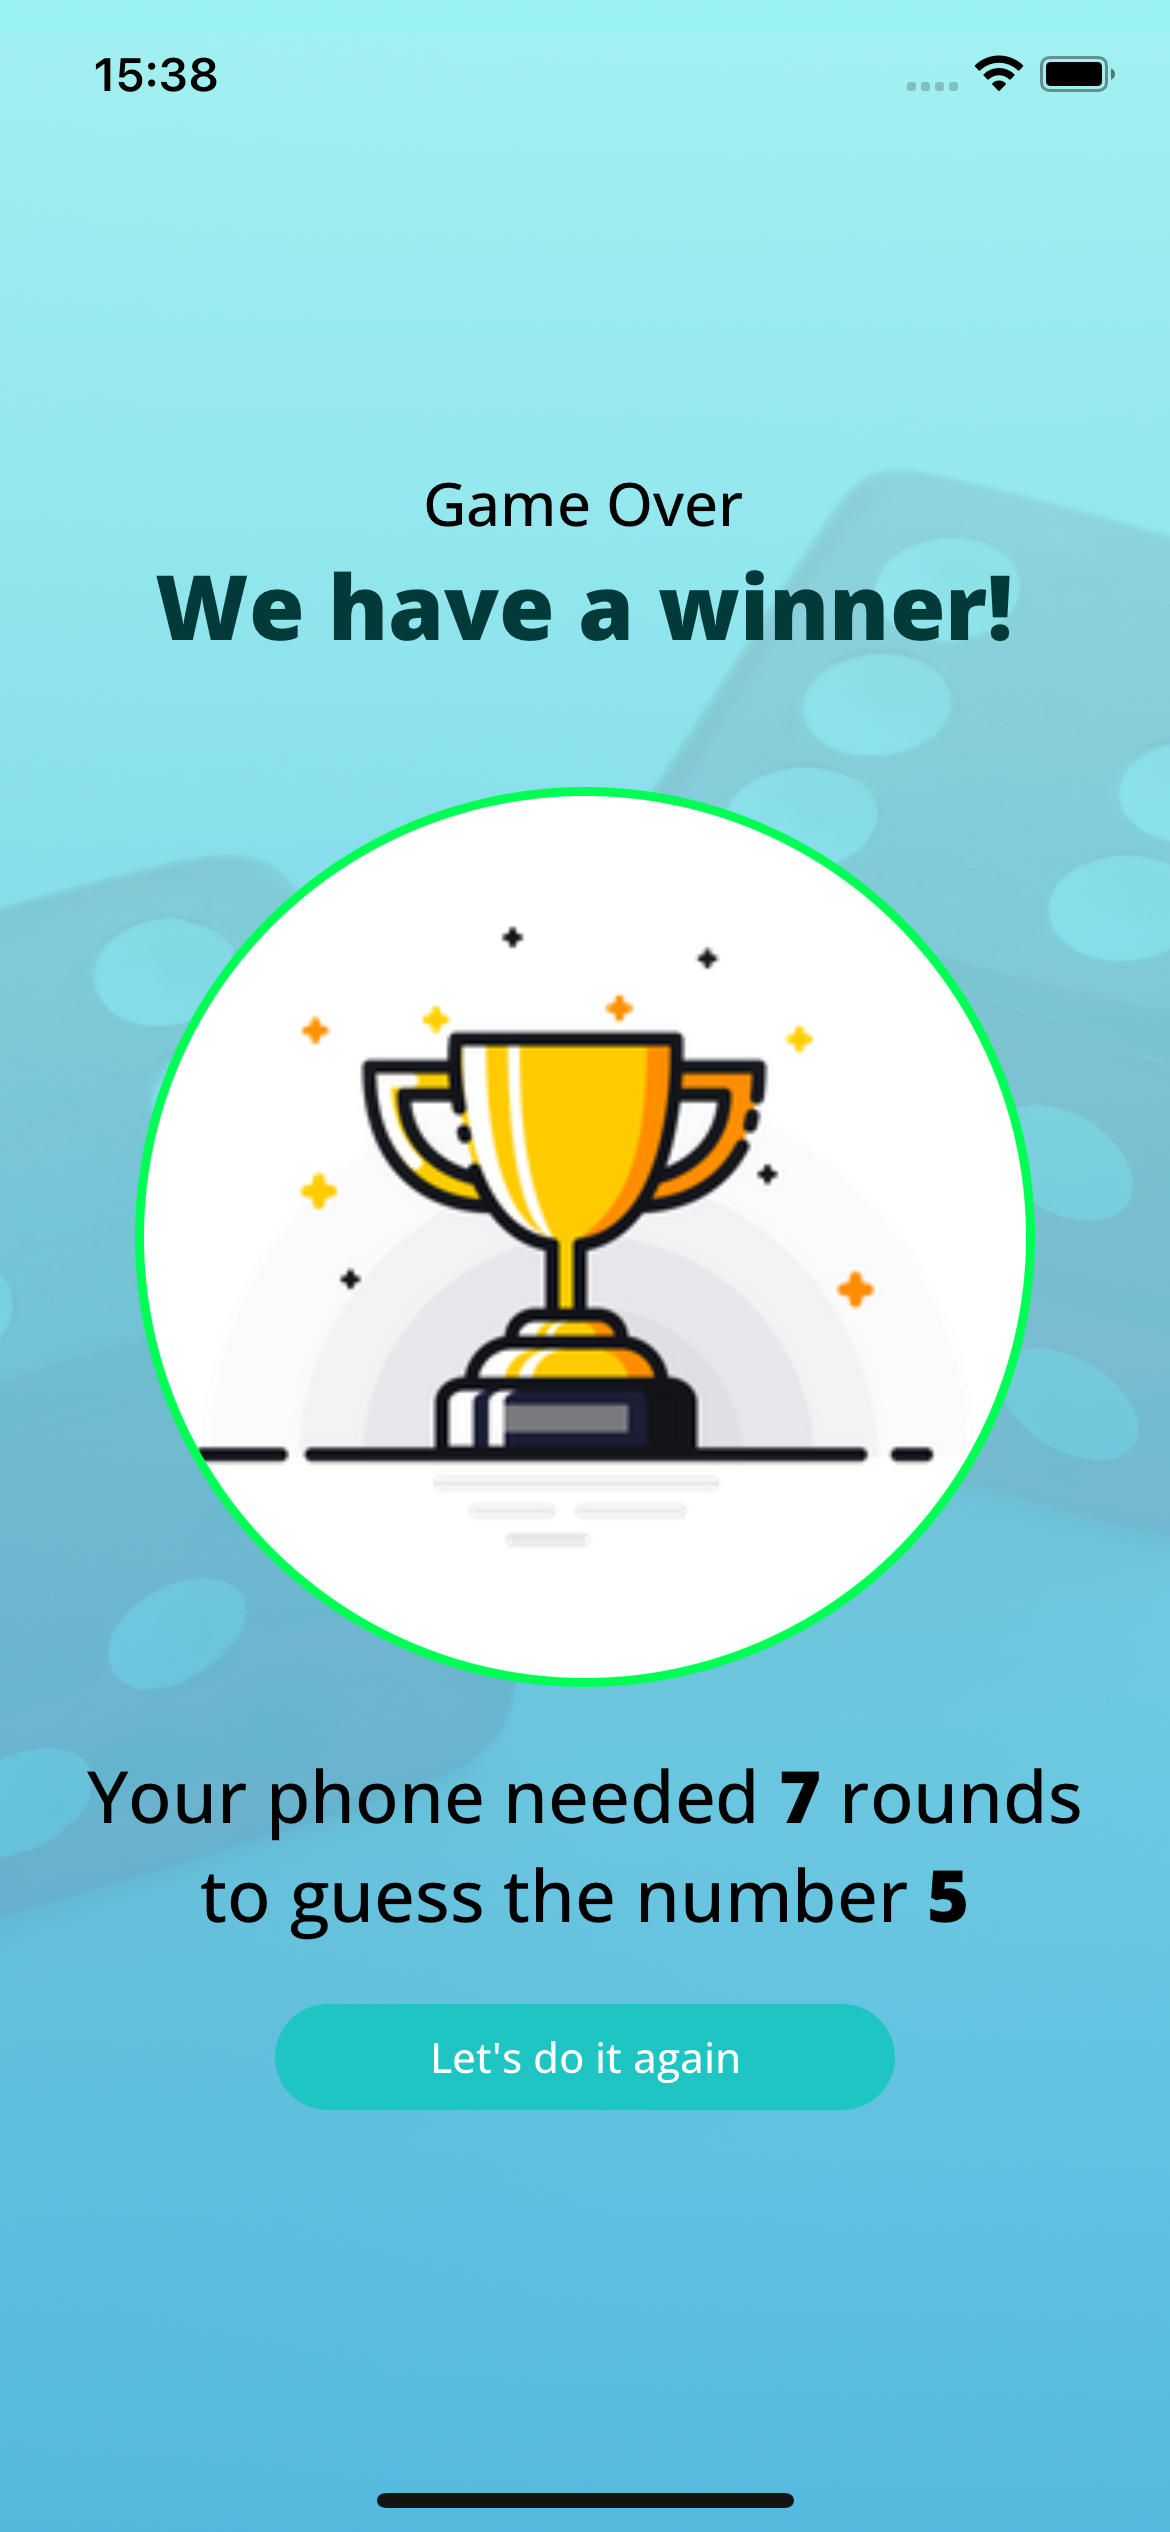 15:38
Game Over
We have a winner!
Your phone needed 7 rounds
to guess the number 5
Let's do it again